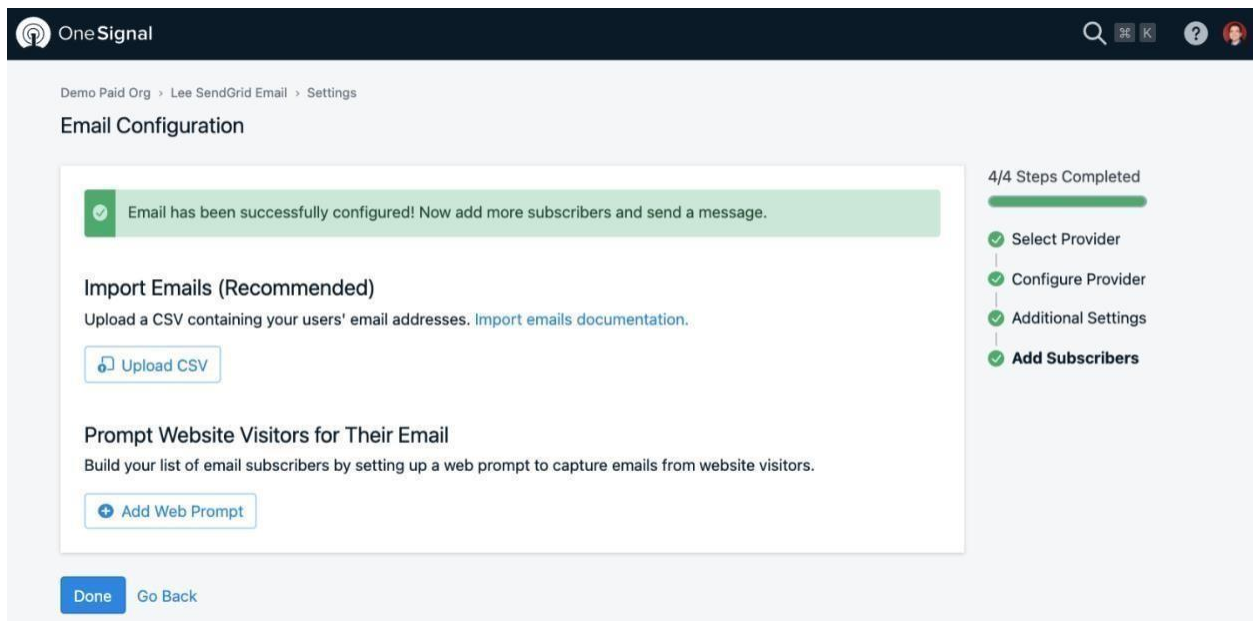 OneSignal
⌘ K
?
Demo Paid Org > Lee SendGrid Email > Settings
Email Configuration
Email has been successfully configured! Now add more subscribers and send a message.
Import Emails (Recommended)
Upload a CSV containing your users' email addresses. Import emails documentation.
Upload CSV
Prompt Website Visitors for Their Email
Build your list of email subscribers by setting up a web prompt to capture emails from website visitors.
Add Web Prompt
Done Go Back
4/4 Steps Completed
Select Provider
Configure Provider
Additional Settings
Add Subscribers